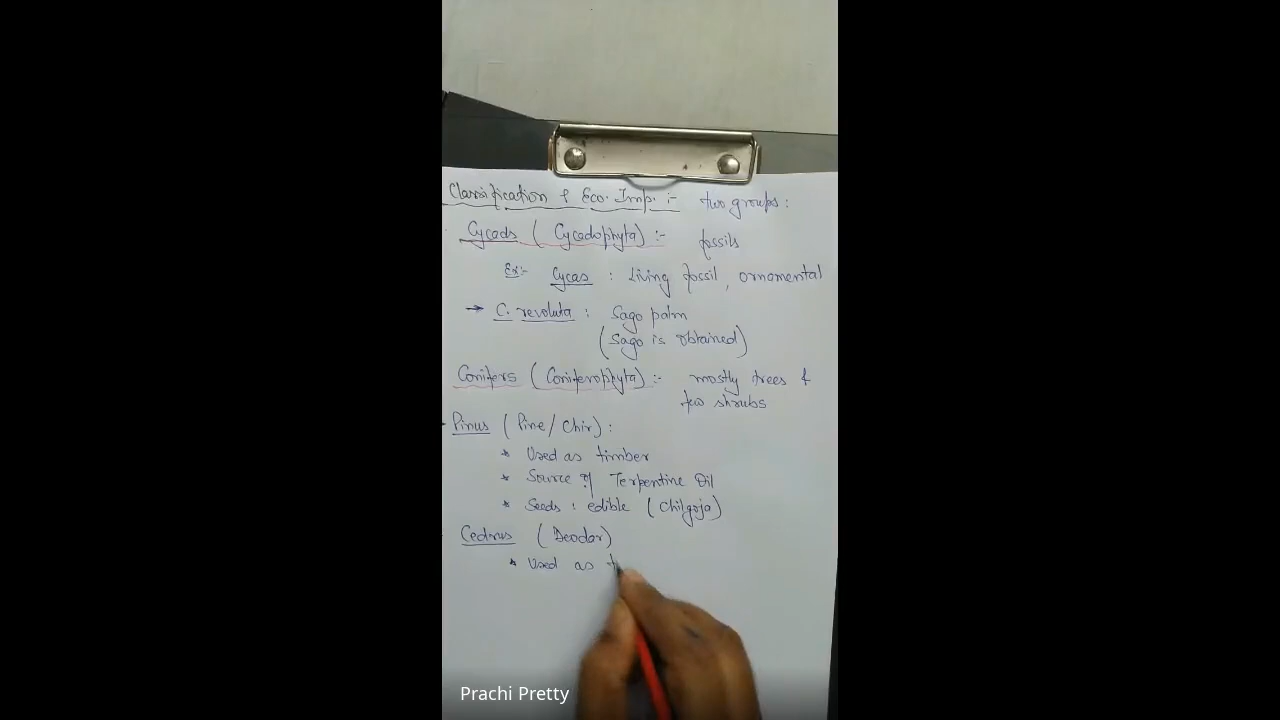 Classification & Eco. Imp. :- two groups :
Cycads ( Cycadophyta) :- fossils
Ex:- Cycas : Living fossil, ornamental
→ C. revoluta : Sago palm
(Sago is obtained)
Conifers ( Coniferophyta) :- mostly trees &
few shrubs
Pinus ( Pine / Chir) :
* Used as timber
* Source of Terpentine Oil
* Seeds : edible ( Chilgoja)
Cedrus ( Deodar)
* Used as t
Prachi Pretty